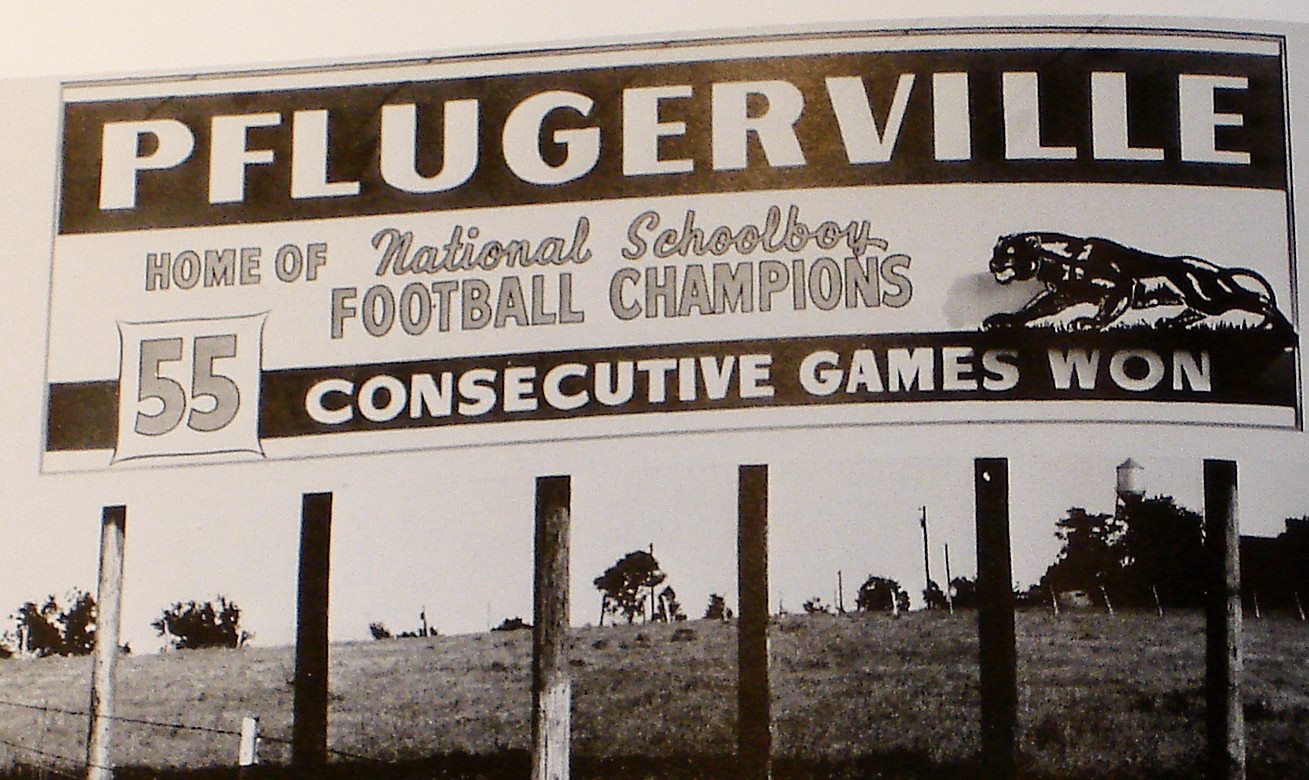 PFLUGERVILLE
HOME OF National Schoolboy
FOOTBALL CHAMPIONS
55 CONSECUTIVE GAMES WON